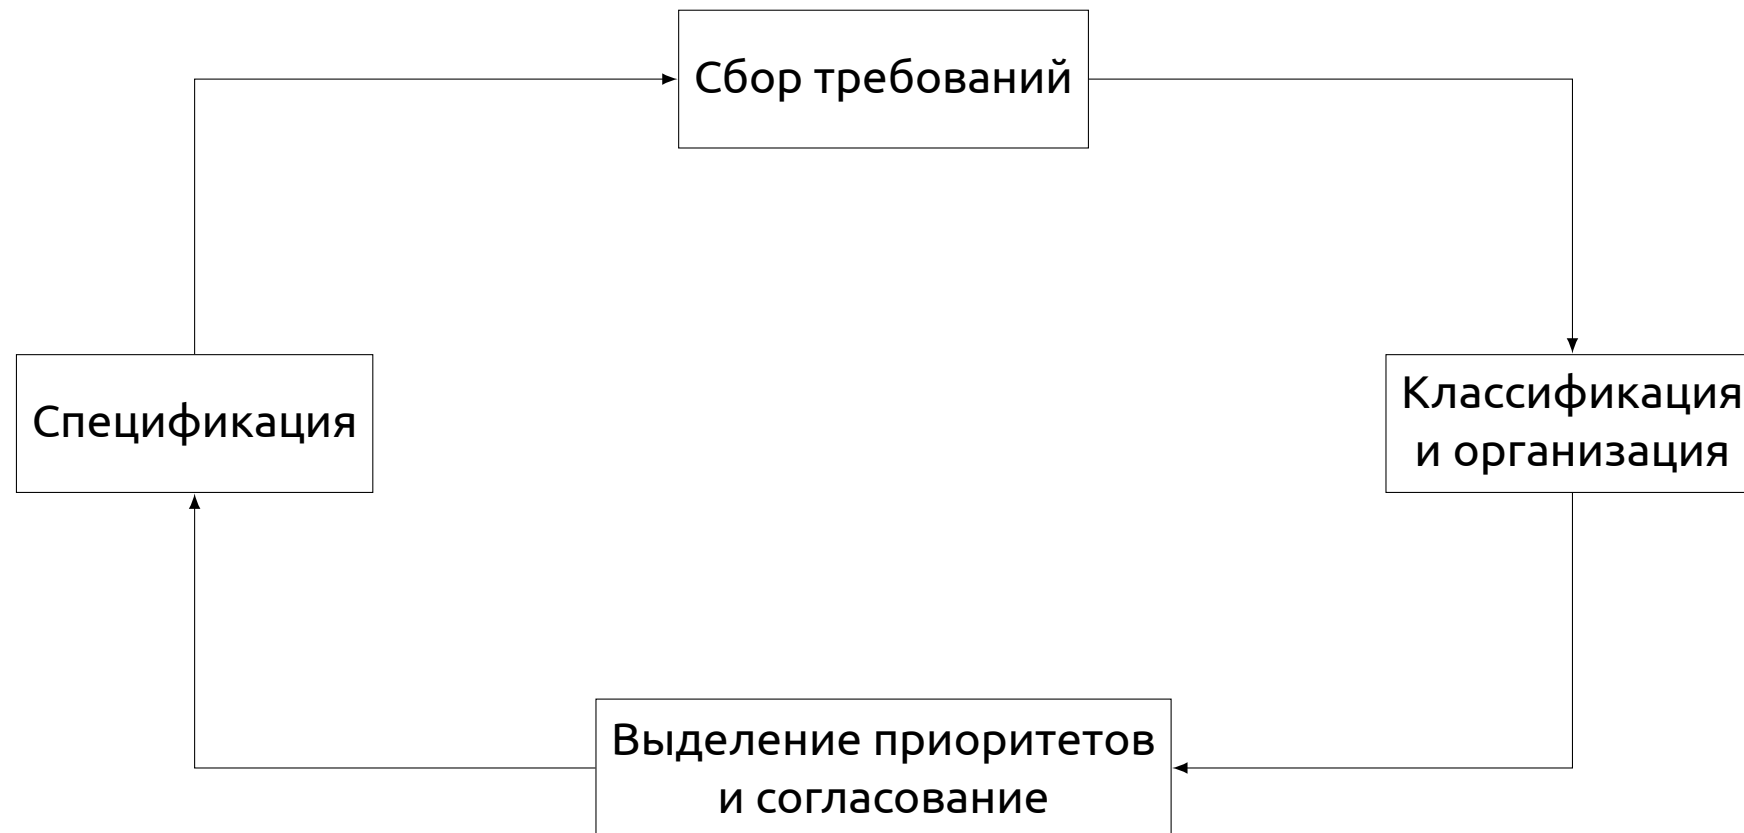 Сбор требований
Классификация
и организация
Спецификация
Выделение приоритетов
и согласование